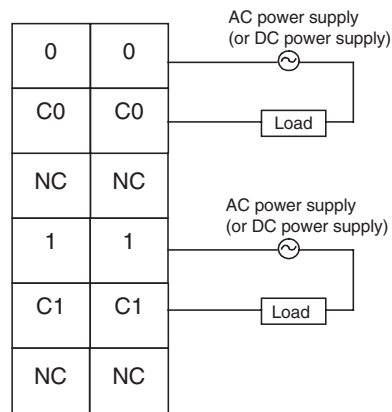 AC power supply
(or DC power supply)
0 0
C0 C0
Load
NC NC
AC power supply
(or DC power supply)
1 1
C1 C1
Load
NC NC